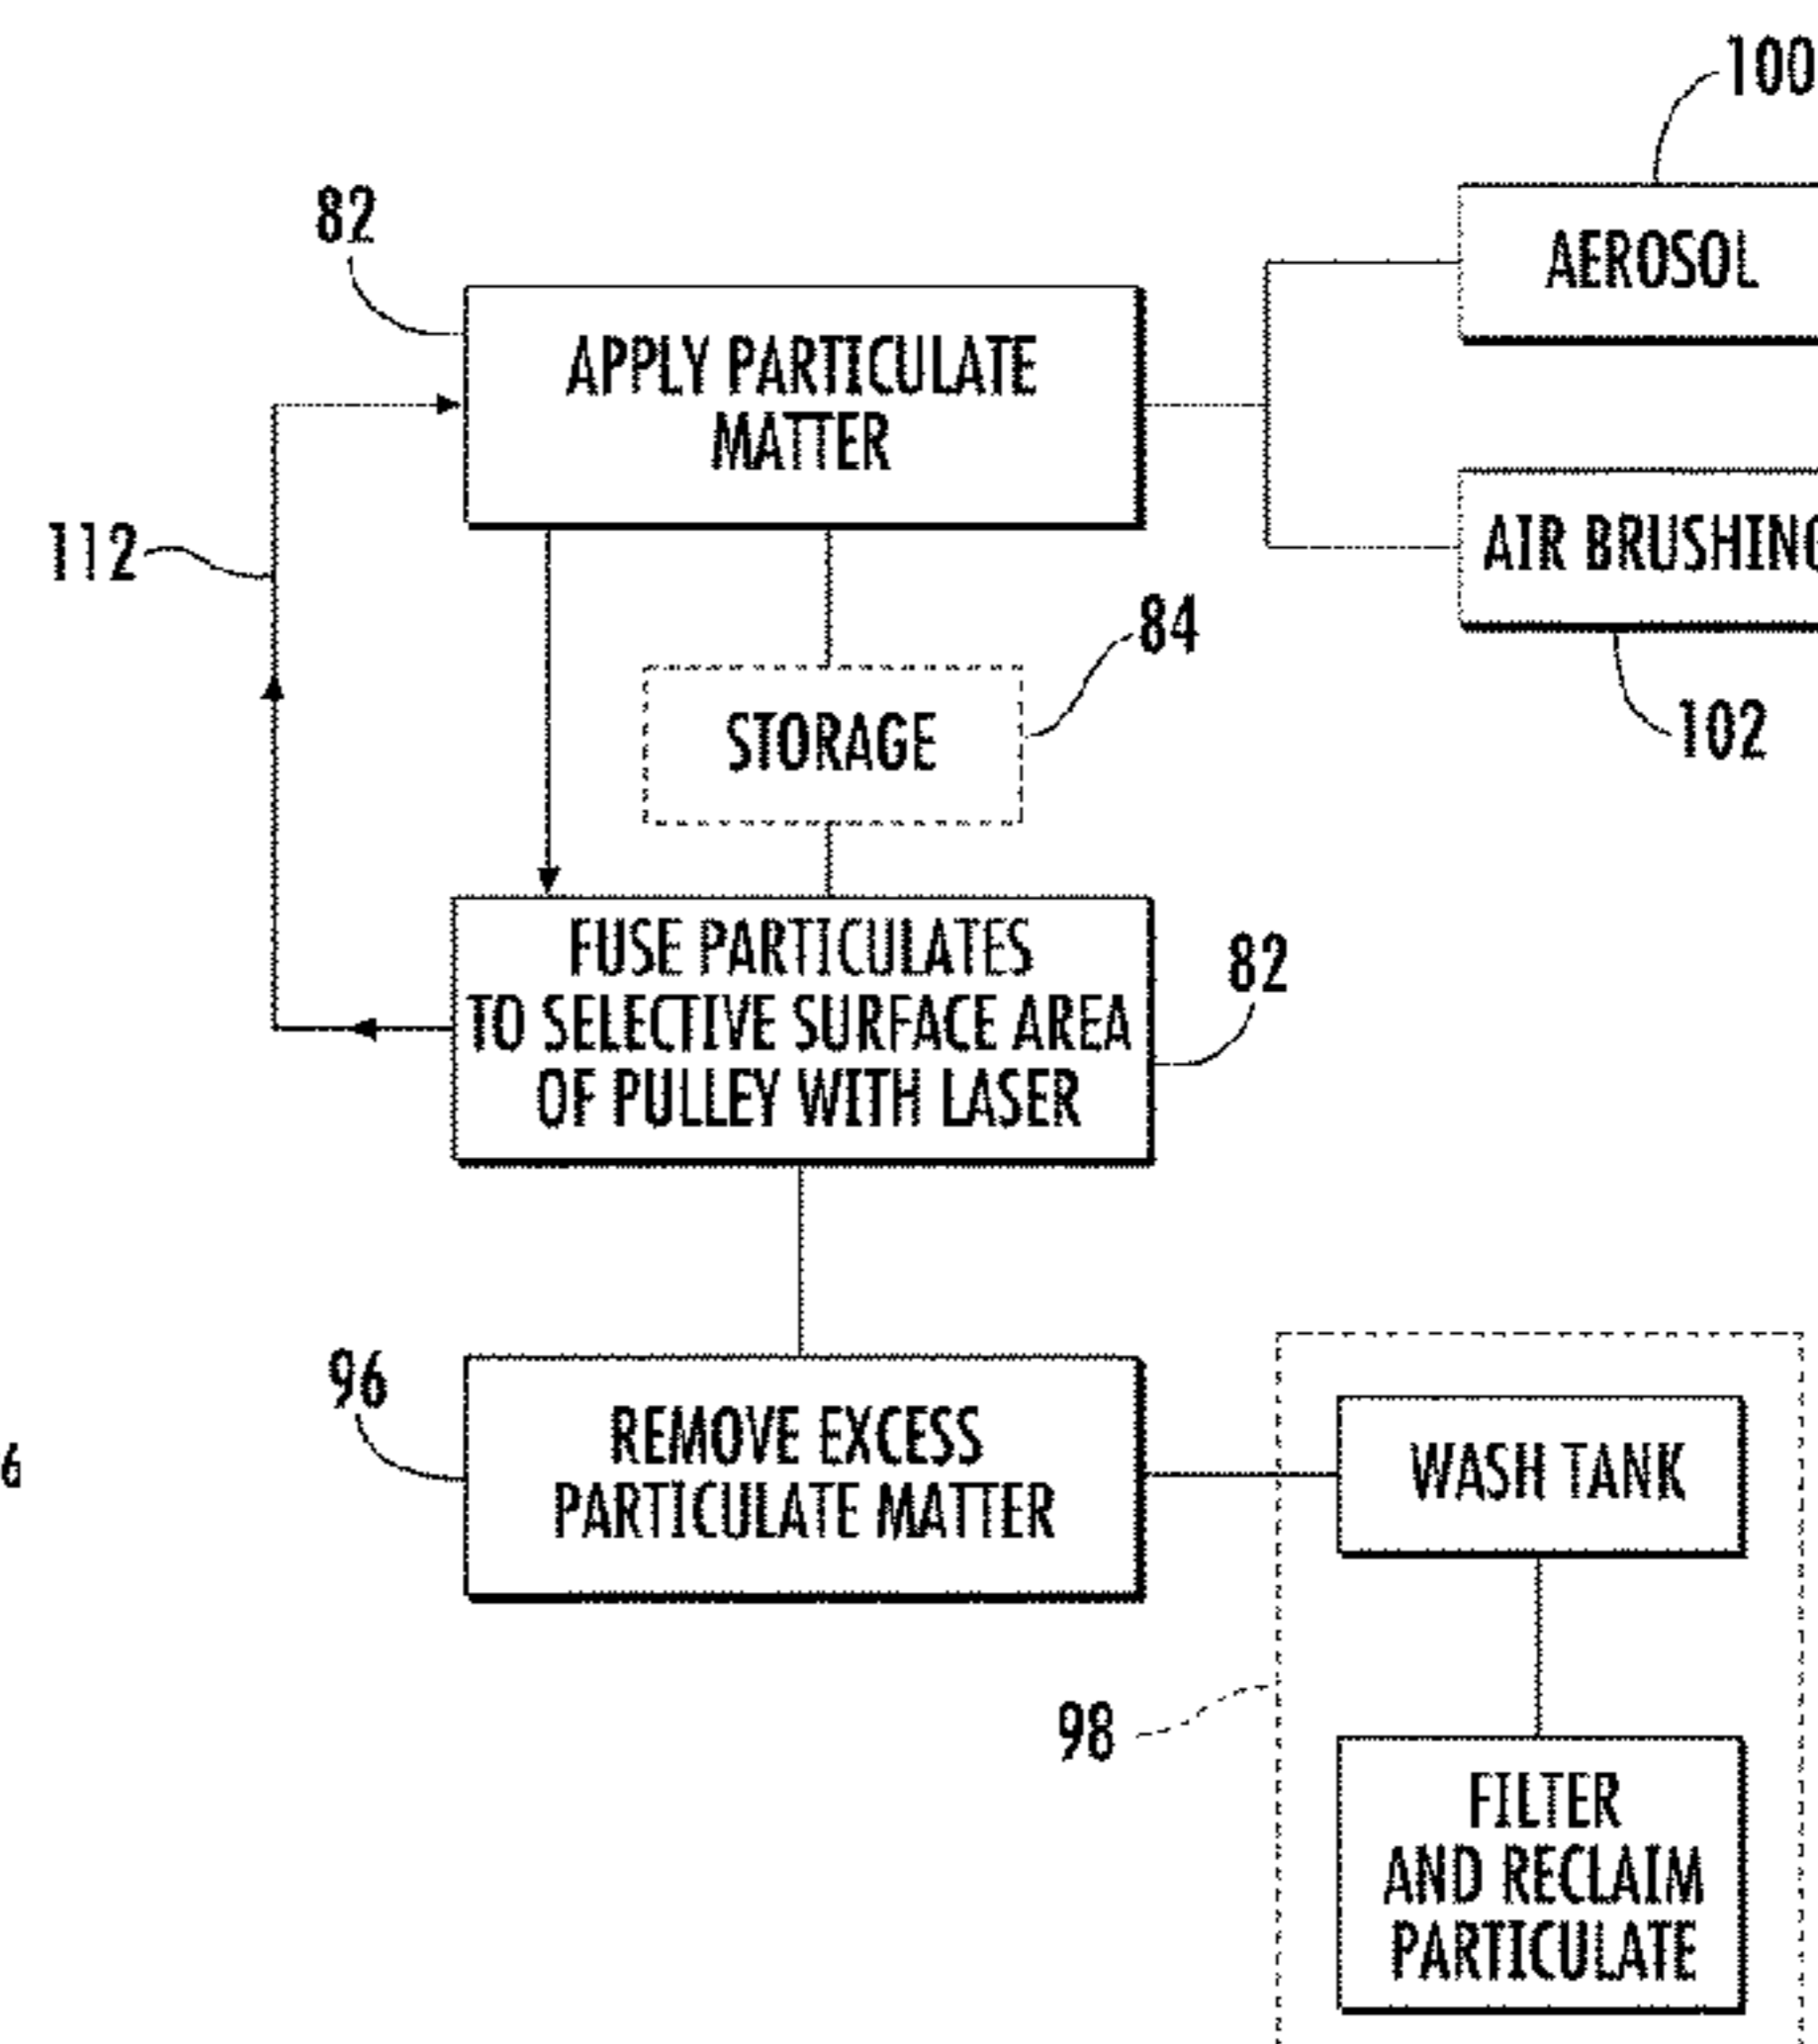 100
82
AEROSOL
APPLY PARTICULATE
MATTER
112
AIR BRUSHING
84
STORAGE
102
FUSE PARTICULATES
TO SELECTIVE SURFACE AREA
OF PULLEY WITH LASER
82
96
REMOVE EXCESS
PARTICULATE MATTER
WASH TANK
6
98
FILTER
AND RECLAIM
PARTICULATE